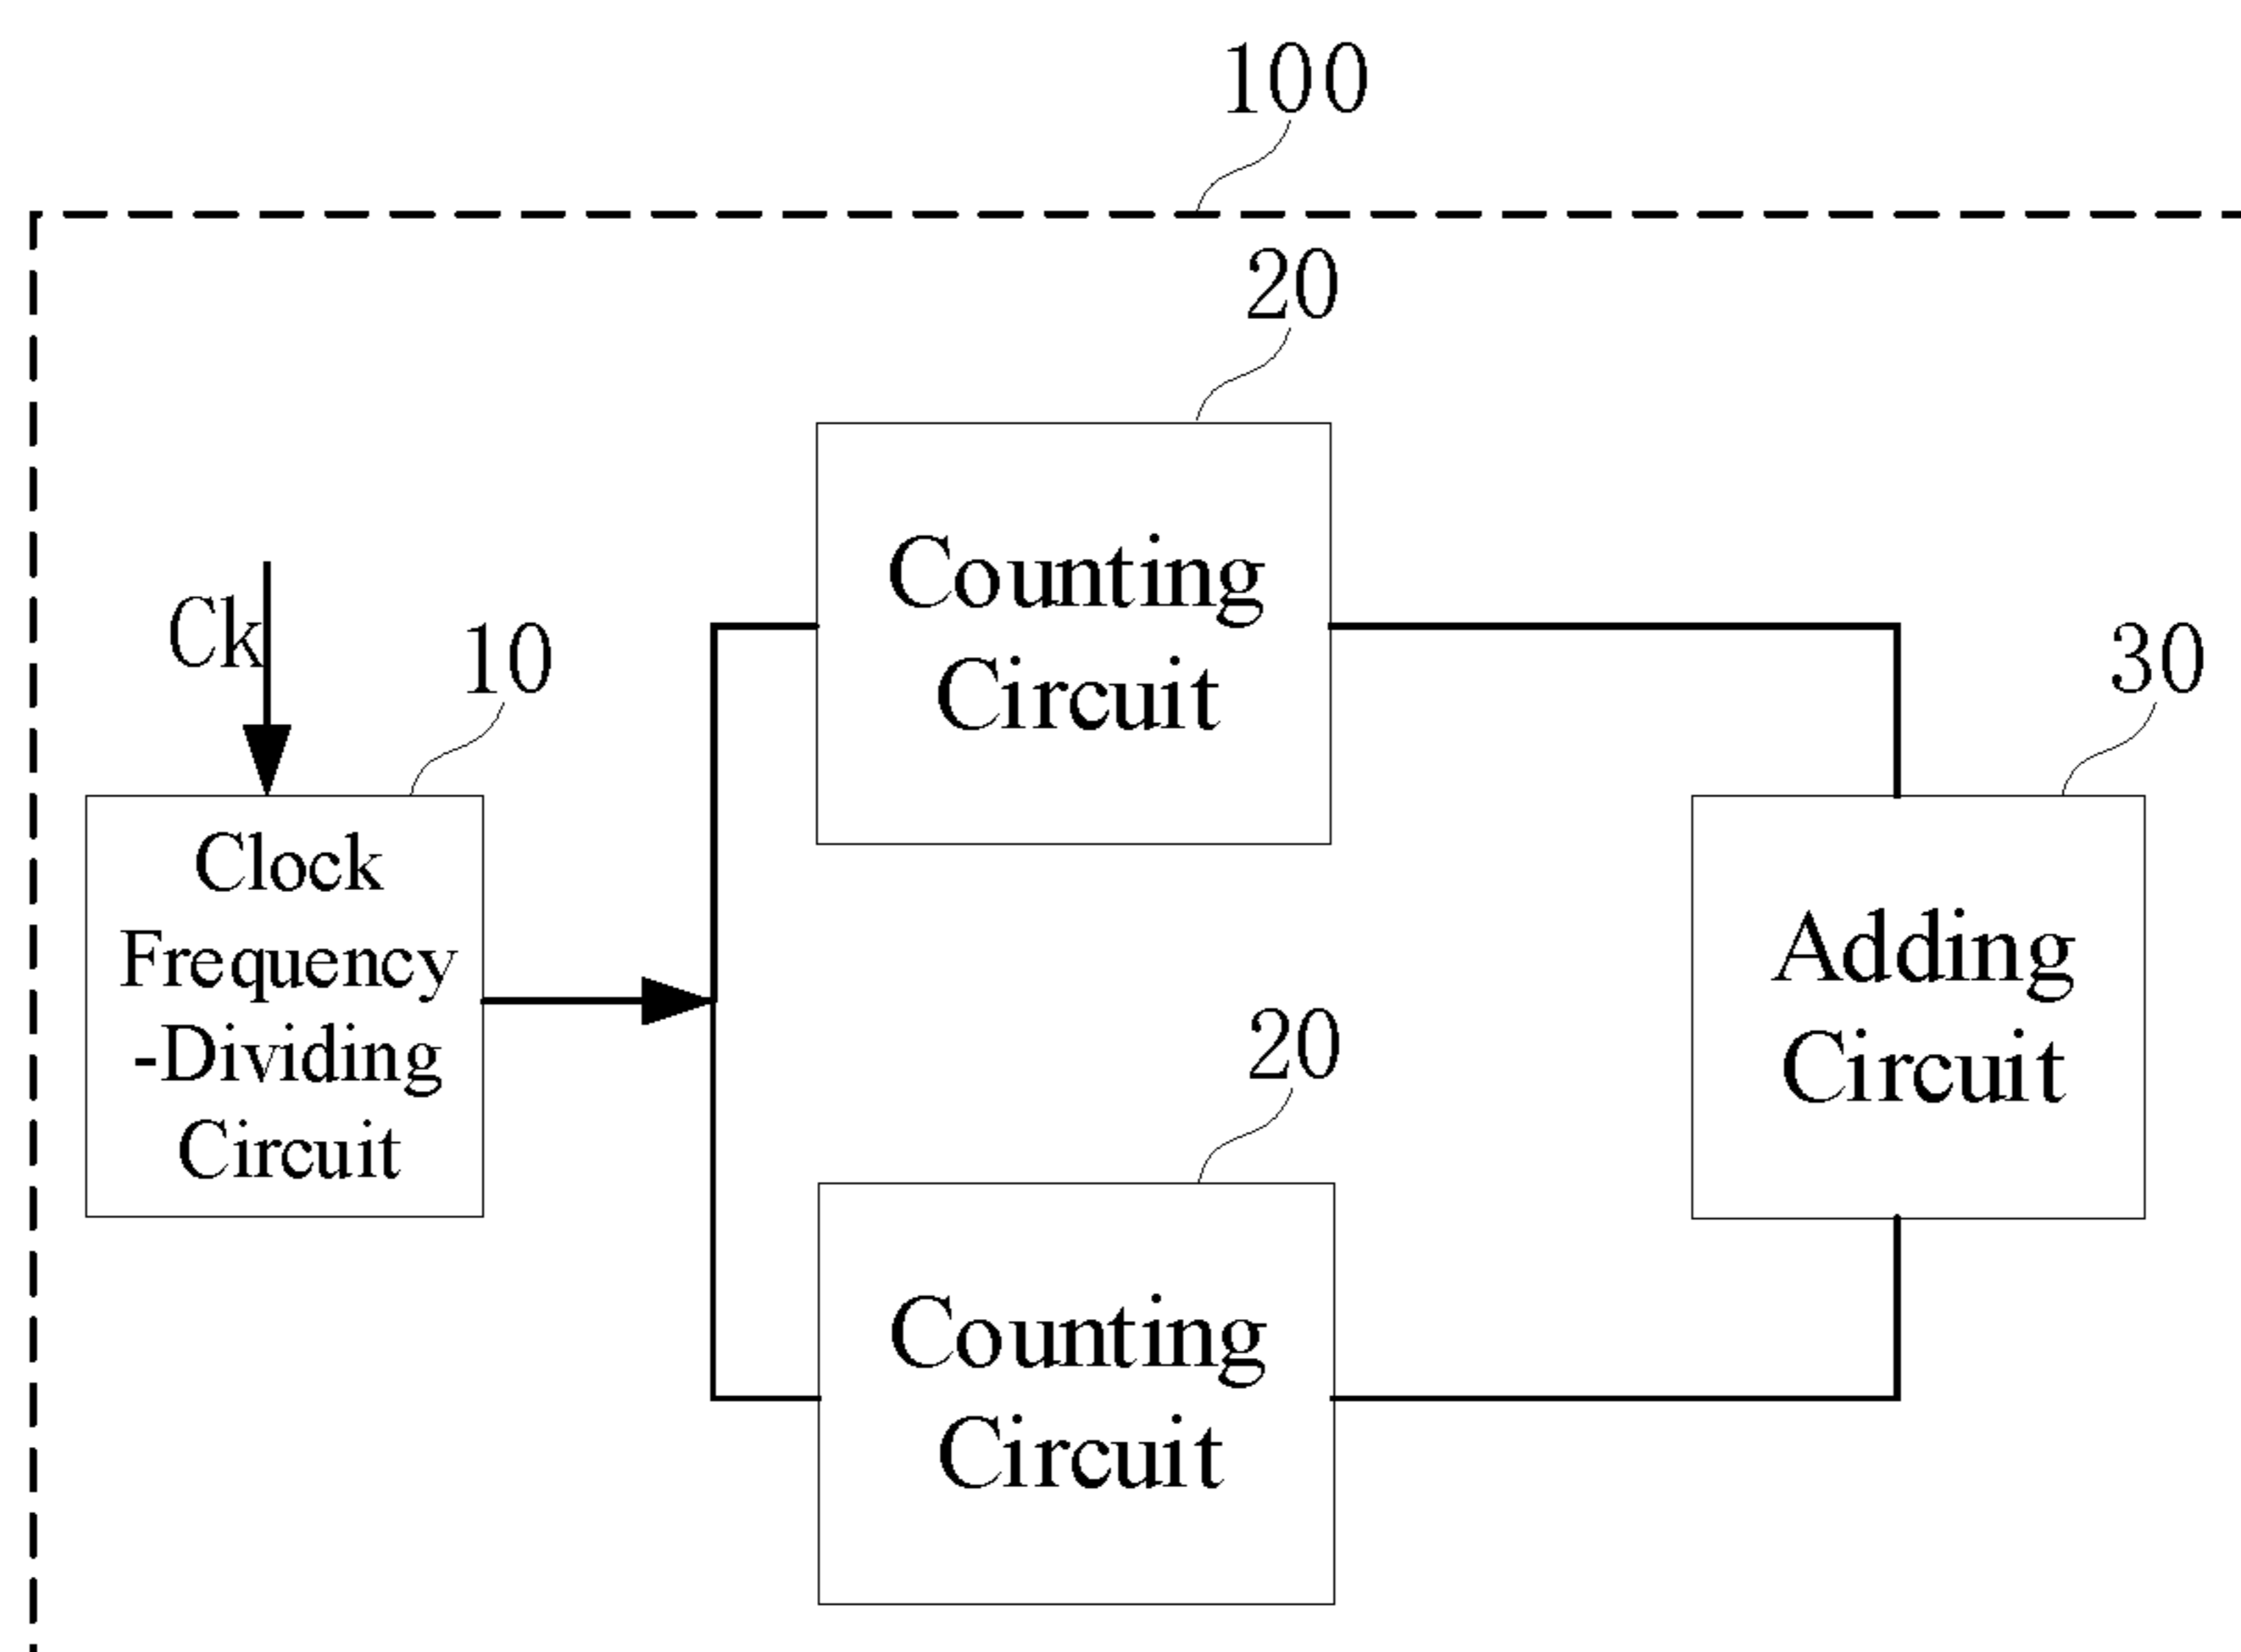 100
20
Counting
Circuit
Ck
10
30
Clock
Frequency
-Dividing
Circuit
Adding
Circuit
20
Counting
Circuit